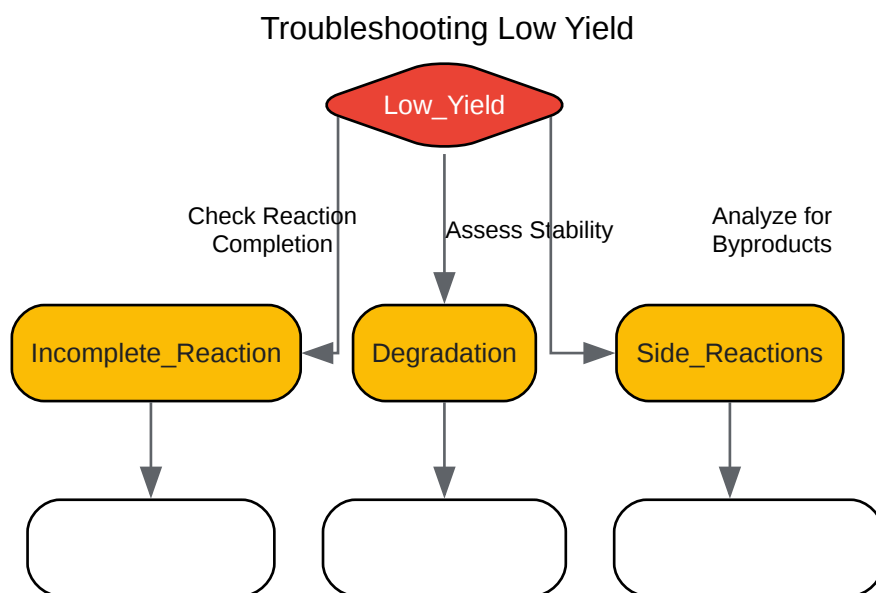 Troubleshooting Low Yield
Low_Yield
Check Reaction
Completion
Assess Stability
Analyze for
Byproducts
Incomplete_Reaction
Degradation
Side_Reactions